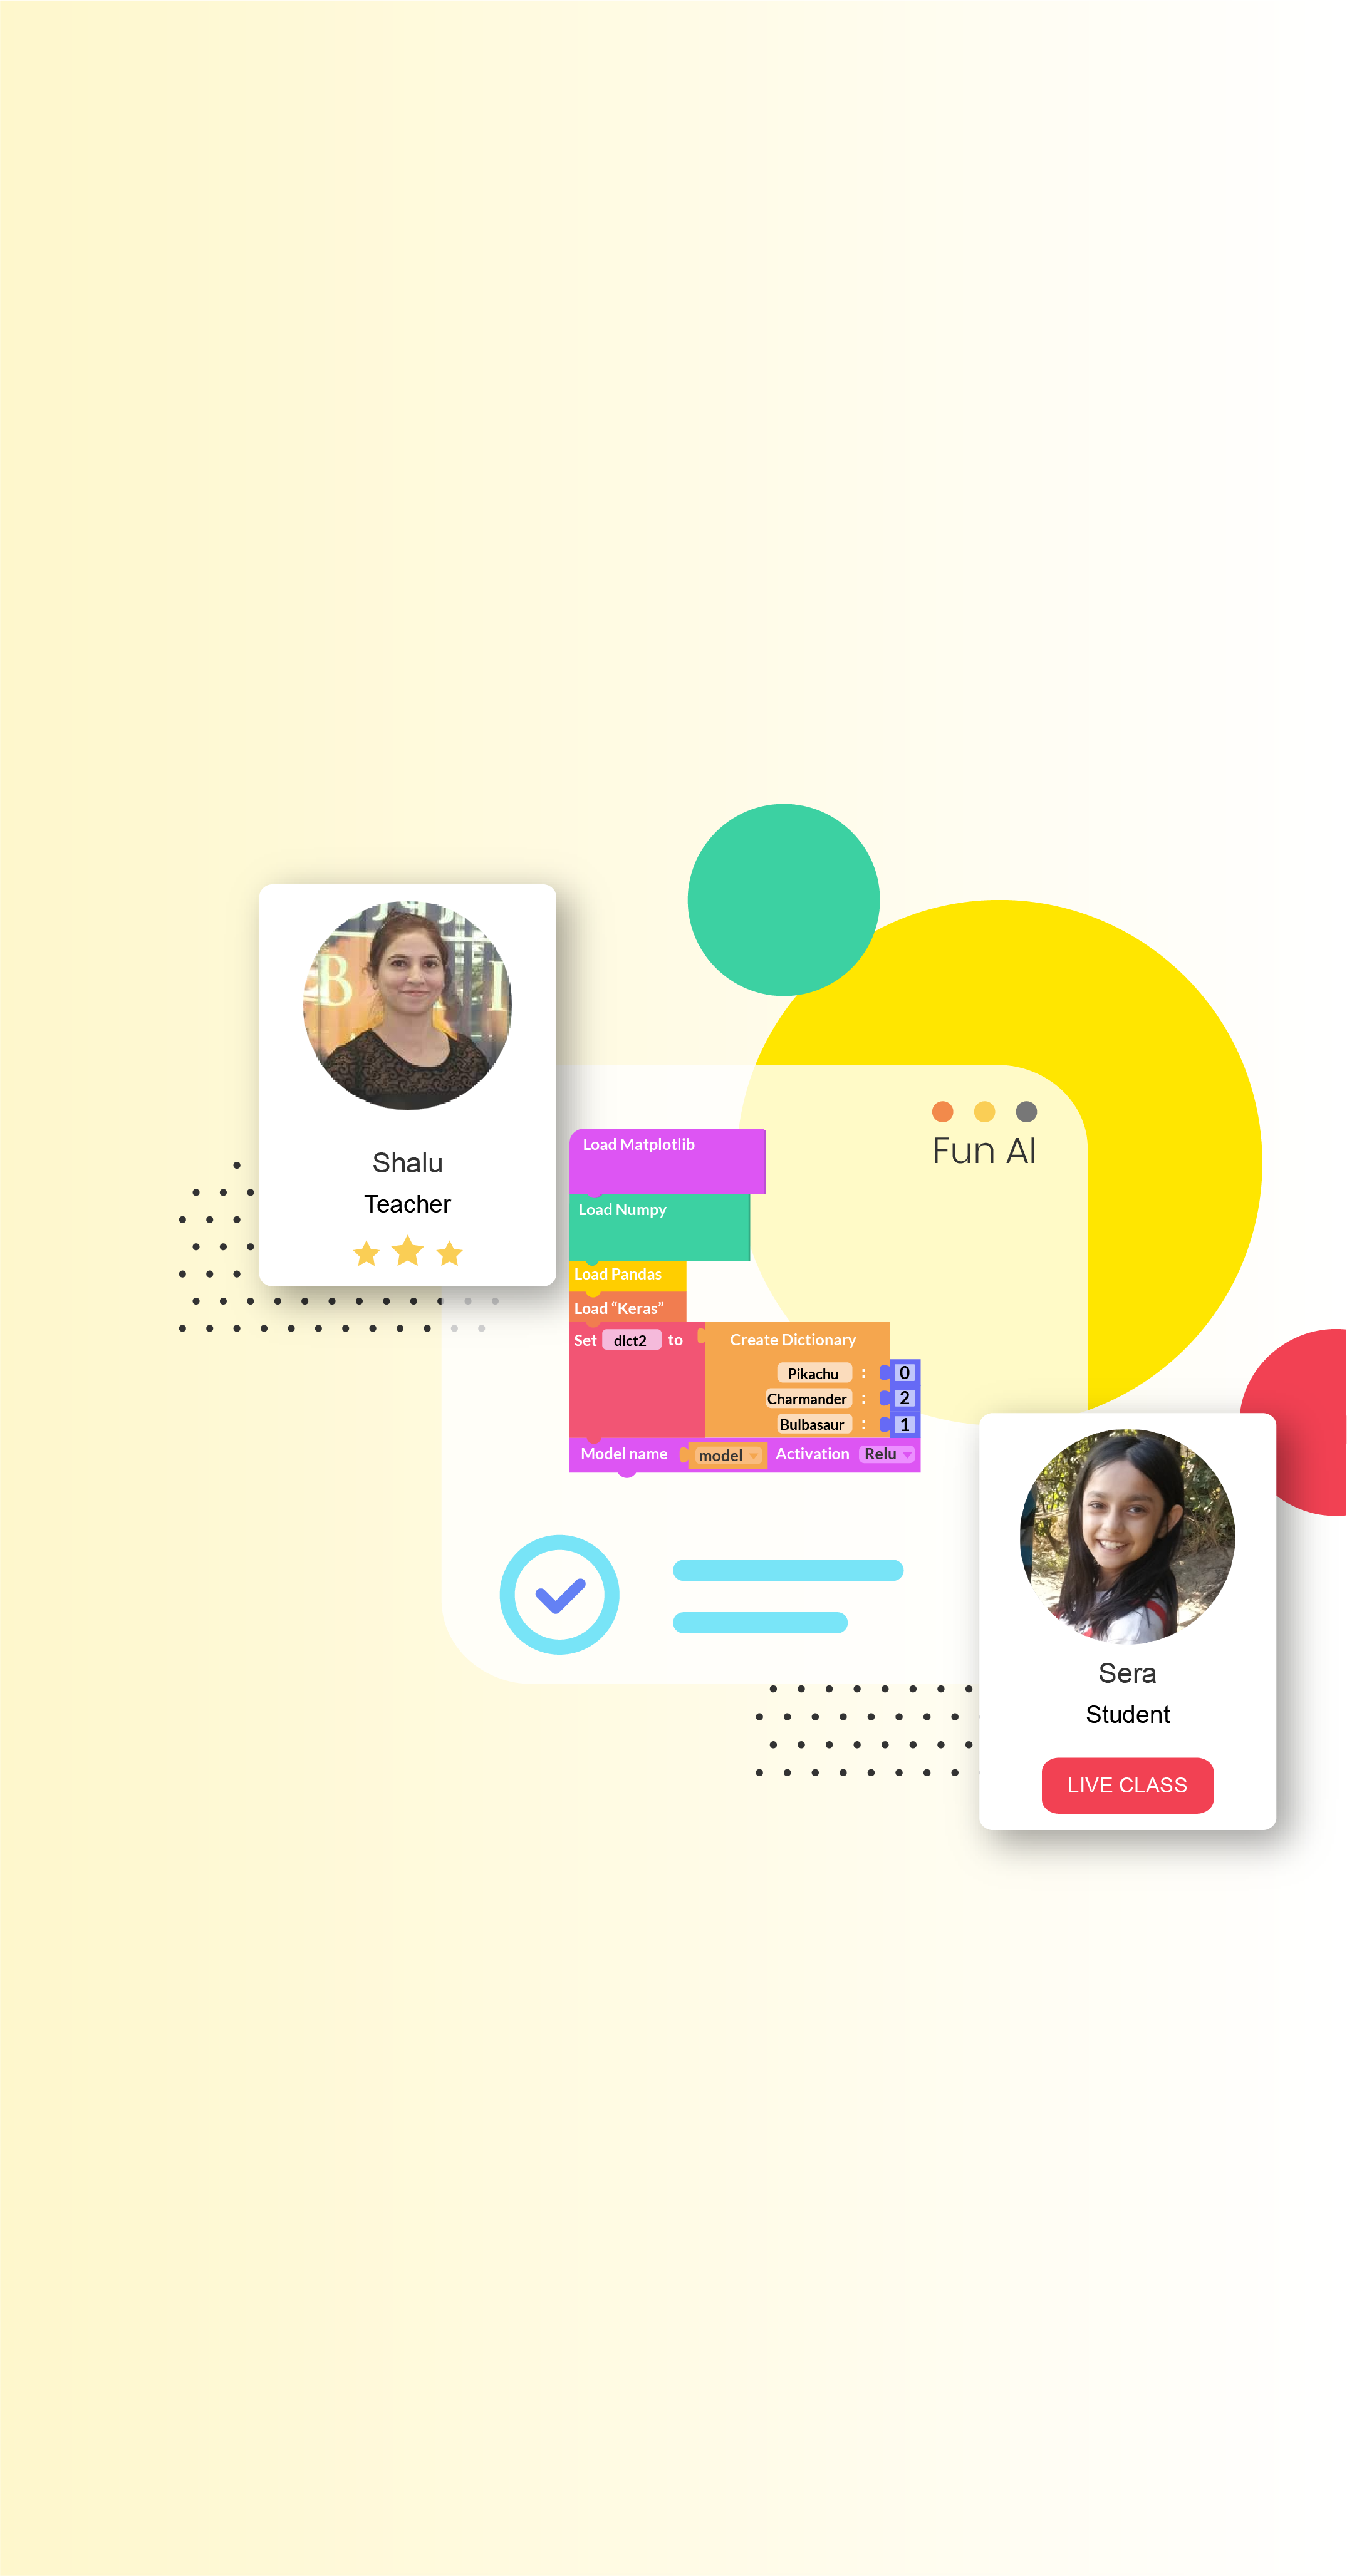 Shalu
Teacher
Fun AI
Load Matplotlib
Load Numpy
Load Pandas
Load “Keras”
Set dict2 to Create Dictionary
Pikachu : 0
Charmander : 2
Bulbasaur : 1
Model name model Activation Relu
Sera
Student
LIVE CLASS